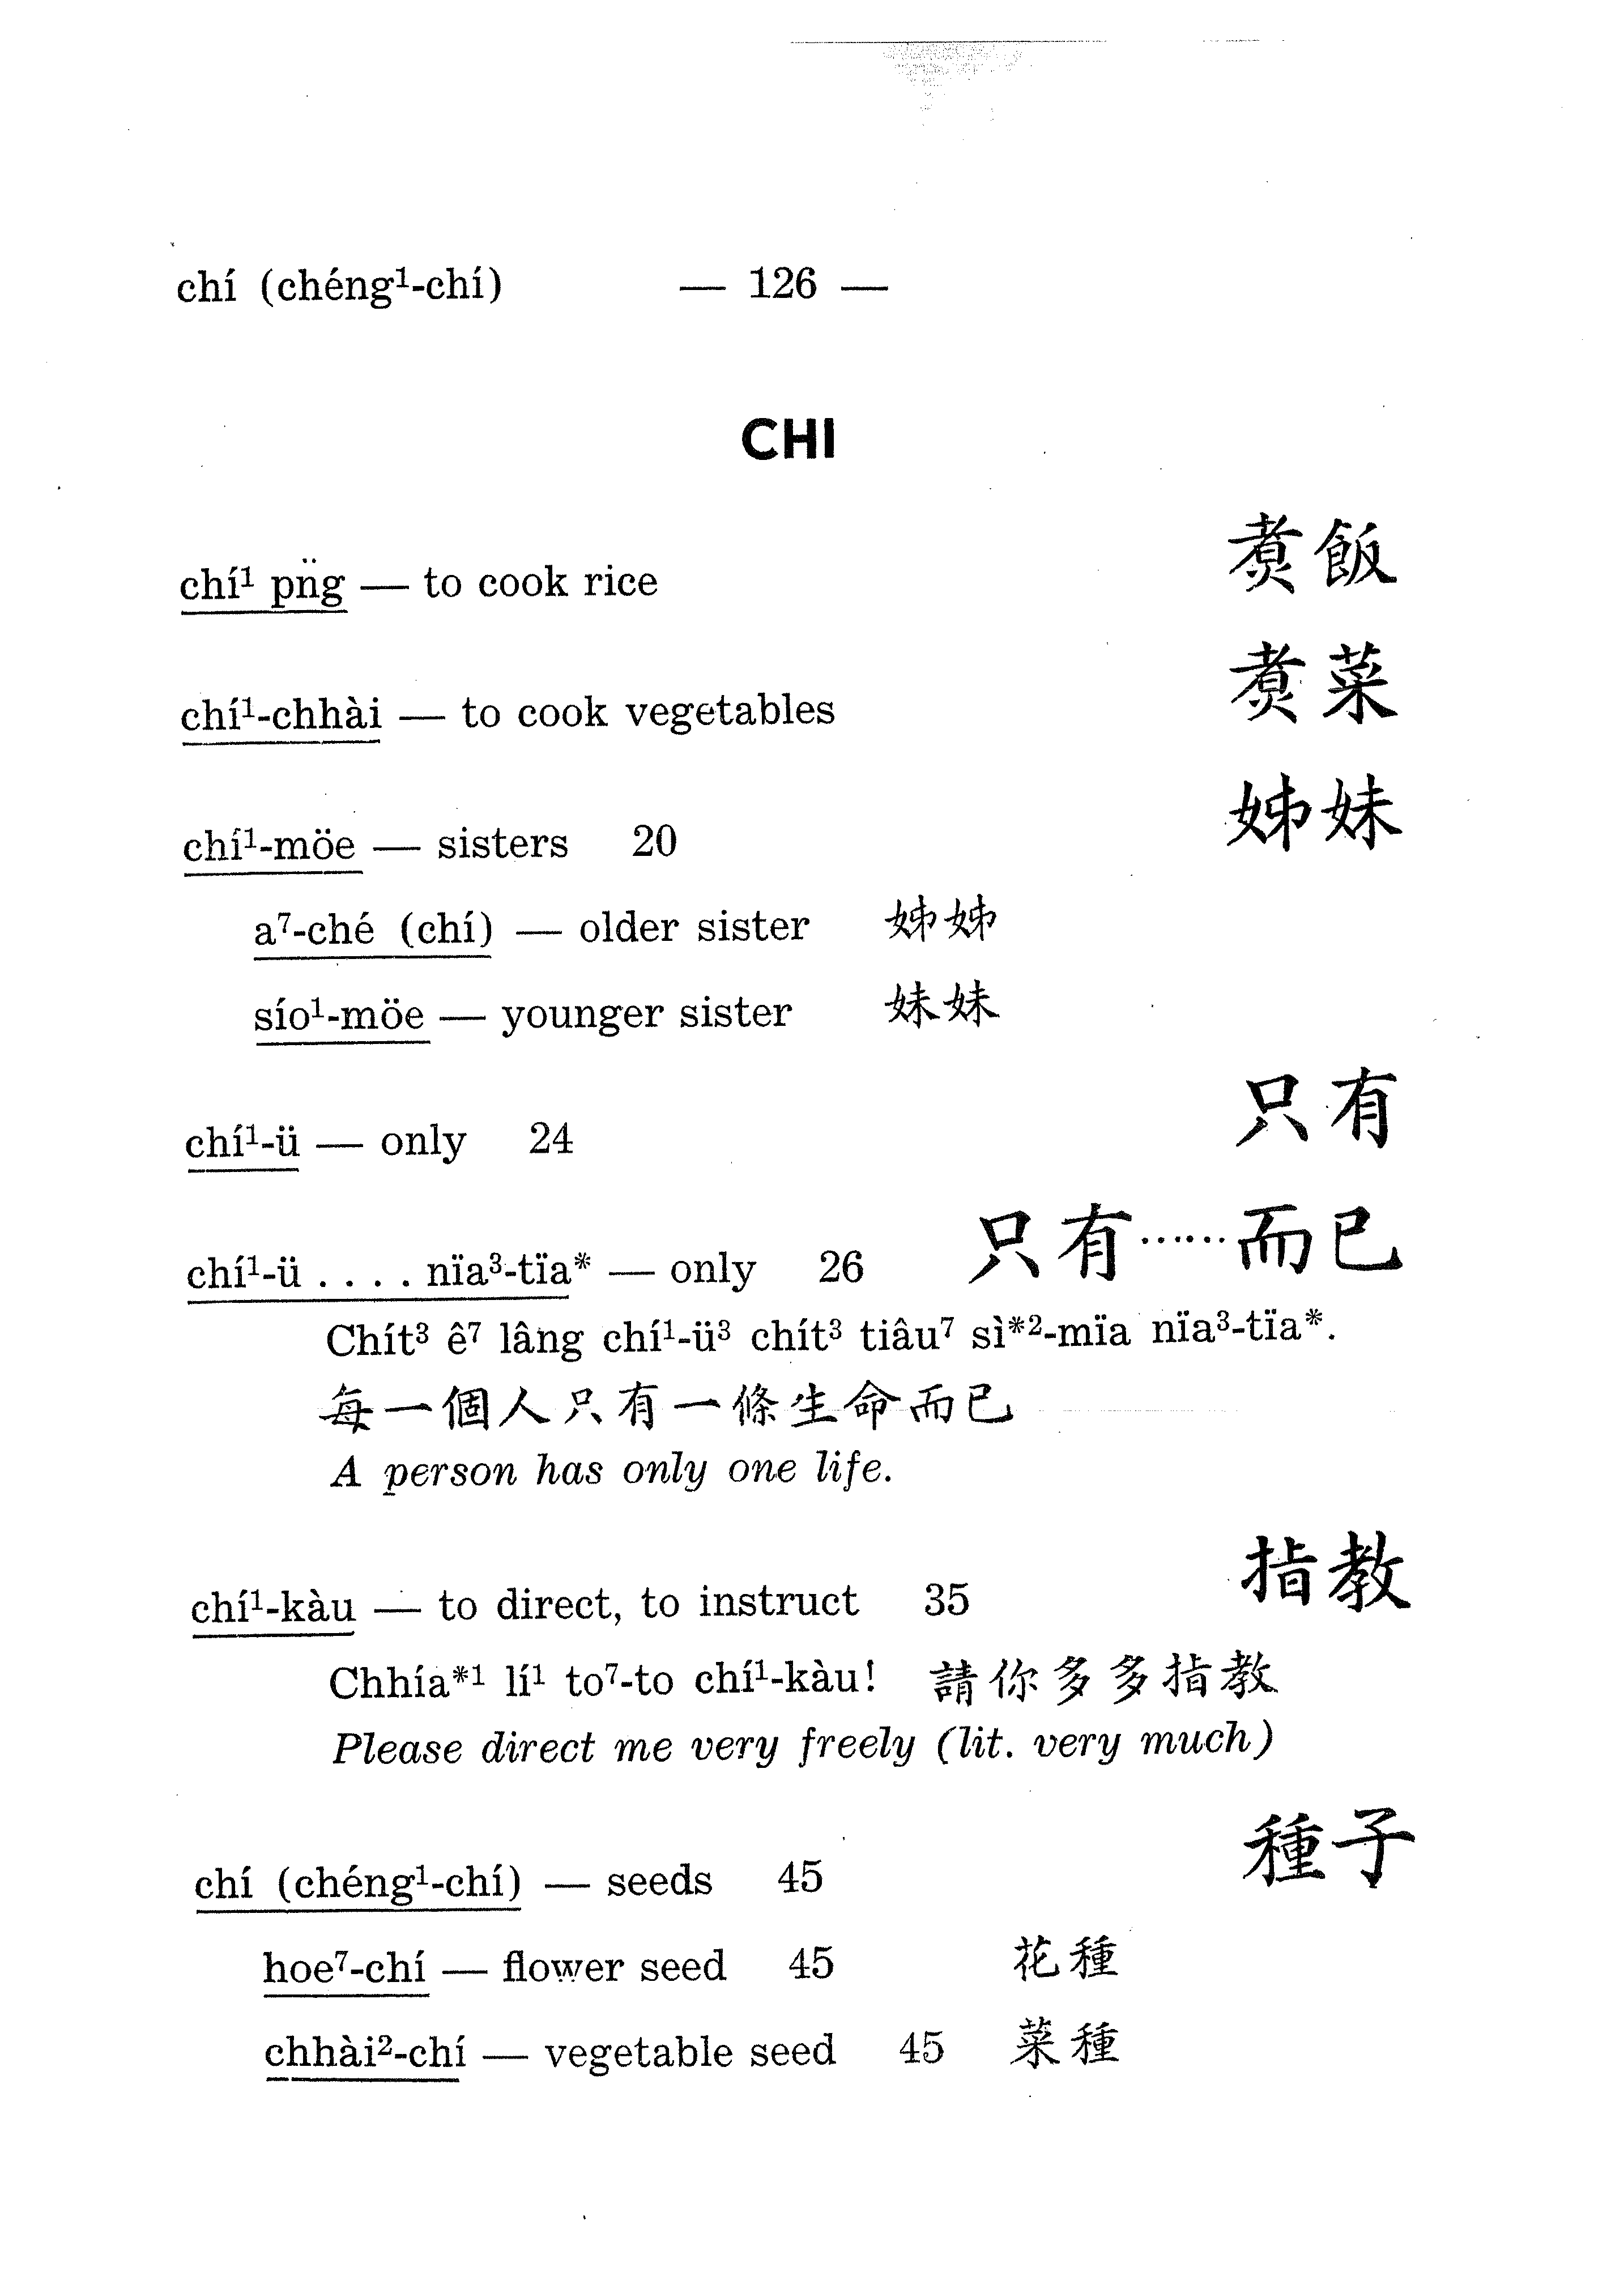 chí (chéng¹-chí) — 126 —
CHI
chí¹ pn̈g — to cook rice 煑飯
chí¹-chhài — to cook vegetables 煑菜
chí¹-möe — sisters 20 姊妹
a⁷-ché (chí) — older sister 姊姊
sío¹-möe — younger sister 妹妹
chí¹-ü — only 24 只有
chí¹-ü . . . . nïa³-tïa* — only 26 只有……而已
Chít³ ê⁷ lâng chí¹-ü³ chít³ tiâu⁷ sì*²-mïa nïa³-tïa*.
每一個人只有一條生命而已
A person has only one life.
chí¹-kàu — to direct, to instruct 35 指教
Chhía*¹ lí¹ to⁷-to chí¹-kàu! 請你多多指教
Please direct me very freely (lit. very much)
chí (chéng¹-chí) — seeds 45 種子
hoe⁷-chí — flower seed 45 花種
chhài²-chí — vegetable seed 45 菜種